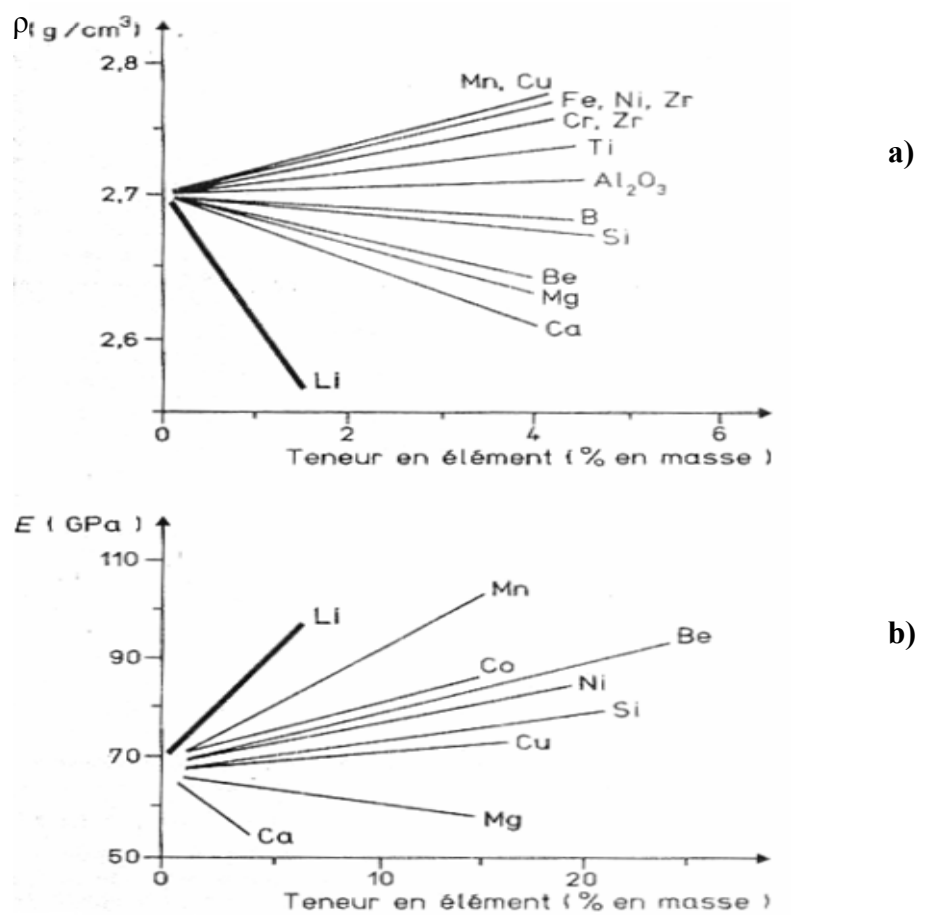 ρ(g/cm³)
2,8
Mn, Cu
Fe, Ni, Zr
Cr, Zr
Ti
a)
Al₂O₃
2,7
B
Si
Be
Mg
Ca
2,6
Li
0 2 4 6
Teneur en élément (% en masse)
E (GPa)
110
Mn
Li
Be
b)
90
Co
Ni
Si
Cu
70
Mg
Ca
50
0 10 20
Teneur en élément (% en masse)